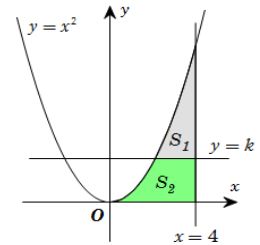 y = x²
y
S₁
y = k
S₂
x
O
x = 4